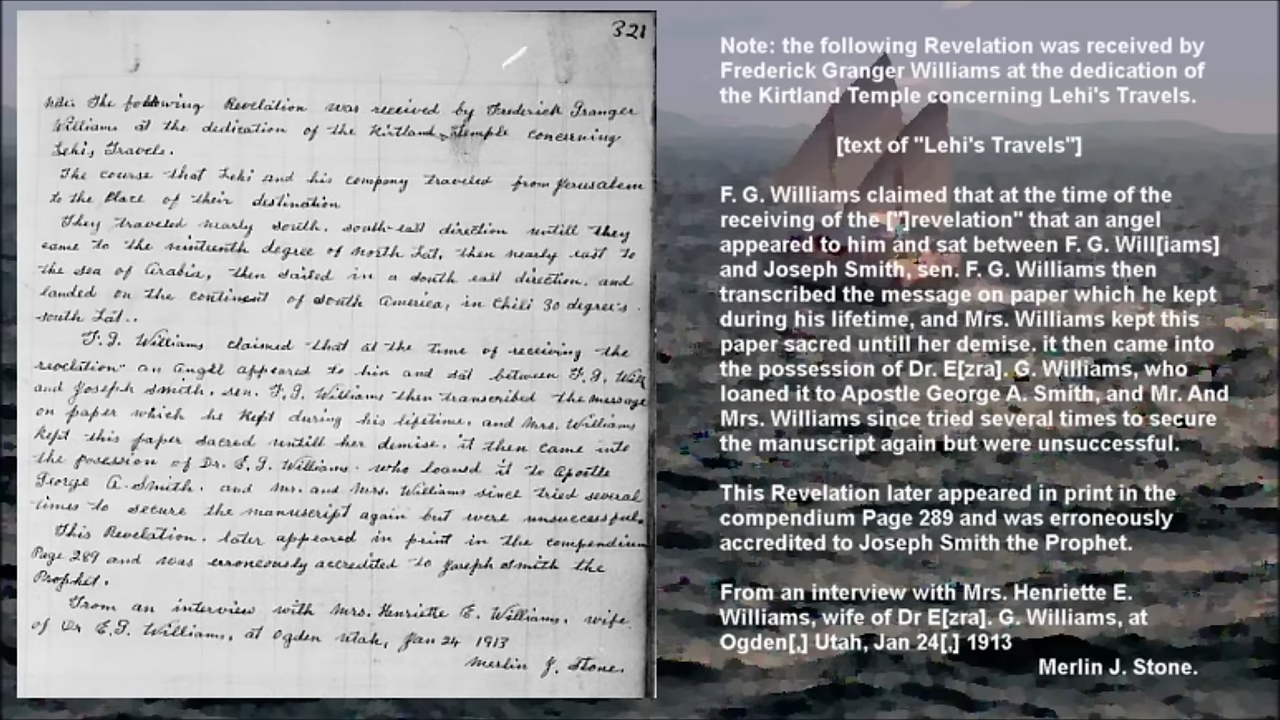 321
Note: The following Revelation was received by Frederick Granger
Williams at the dedication of the Kirtland Temple concerning
Lehi's Travels.
The course that Lehi and his company traveled from Jerusalem
to the Place of their destination
They traveled nearly south, south-east direction untill they
came to the ninteenth degree of north Lat, then nearly east to
the sea of Arabia, then sailed in a south east direction, and
landed on the continent of South America, in Chili 30 degree's
south Lat..
F. G. Williams claimed that at the time of receiving the
revelation" an Angel appeared to him and sat between F. G. Will
and Joseph Smith, sen. F. G. Williams then transcribed the message
on paper which he kept during his lifetime, and Mrs. Williams
kept this paper sacred untill her demise. it then came into
the posession of Dr. E. G. Williams. who loaned it to Apostle
George A. Smith. and Mr. and Mrs. Williams since tried several
times to secure the manuscript again but were unsuccessful.
This Revelation. later appeared in print in the compendium
Page 289 and was erroneously accredited to Joseph Smith the
Prophet.
From an interview with Mrs. Henriette E. Williams, wife
of Dr E. G. Williams, at Ogden Utah, Jan 24 1913
Merlin J. Stone.
Note: the following Revelation was received by
Frederick Granger Williams at the dedication of
the Kirtland Temple concerning Lehi's Travels.
[text of "Lehi's Travels"]
F. G. Williams claimed that at the time of the
receiving of the ["]revelation" that an angel
appeared to him and sat between F. G. Will[iams]
and Joseph Smith, sen. F. G. Williams then
transcribed the message on paper which he kept
during his lifetime, and Mrs. Williams kept this
paper sacred untill her demise. it then came into
the possession of Dr. E[zra]. G. Williams, who
loaned it to Apostle George A. Smith, and Mr. And
Mrs. Williams since tried several times to secure
the manuscript again but were unsuccessful.
This Revelation later appeared in print in the
compendium Page 289 and was erroneously
accredited to Joseph Smith the Prophet.
From an interview with Mrs. Henriette E.
Williams, wife of Dr E[zra]. G. Williams, at
Ogden[,] Utah, Jan 24[,] 1913
Merlin J. Stone.